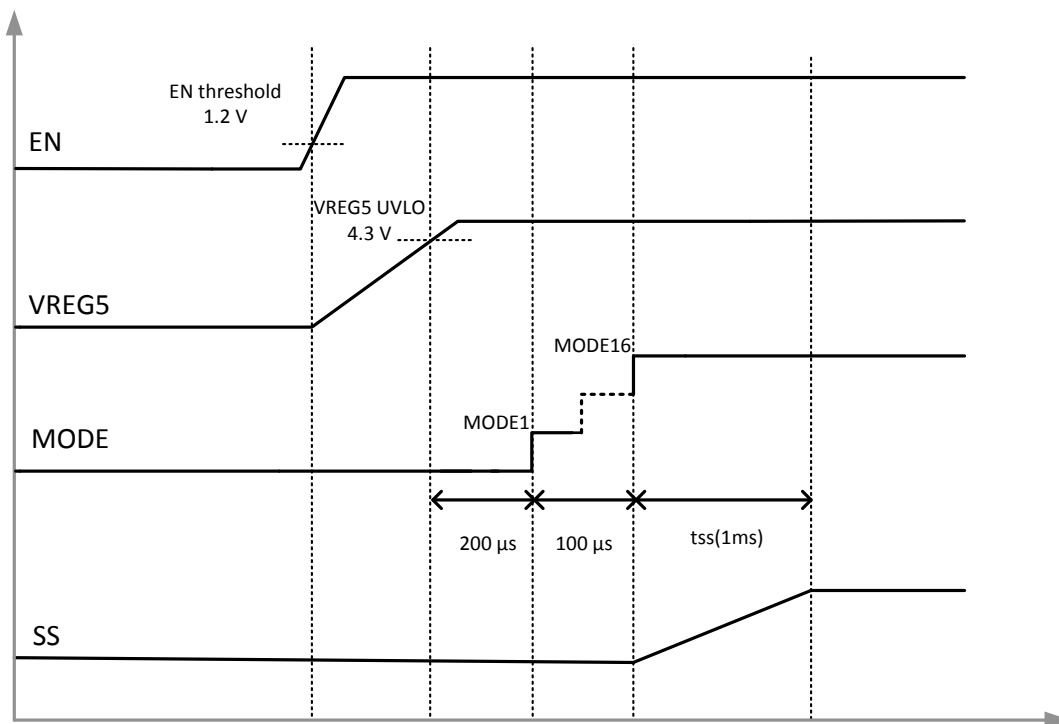 EN threshold
1.2 V
EN
VREG5 UVLO
4.3 V
VREG5
MODE16
MODE1
MODE
200 µs
100 µs
tss(1ms)
SS